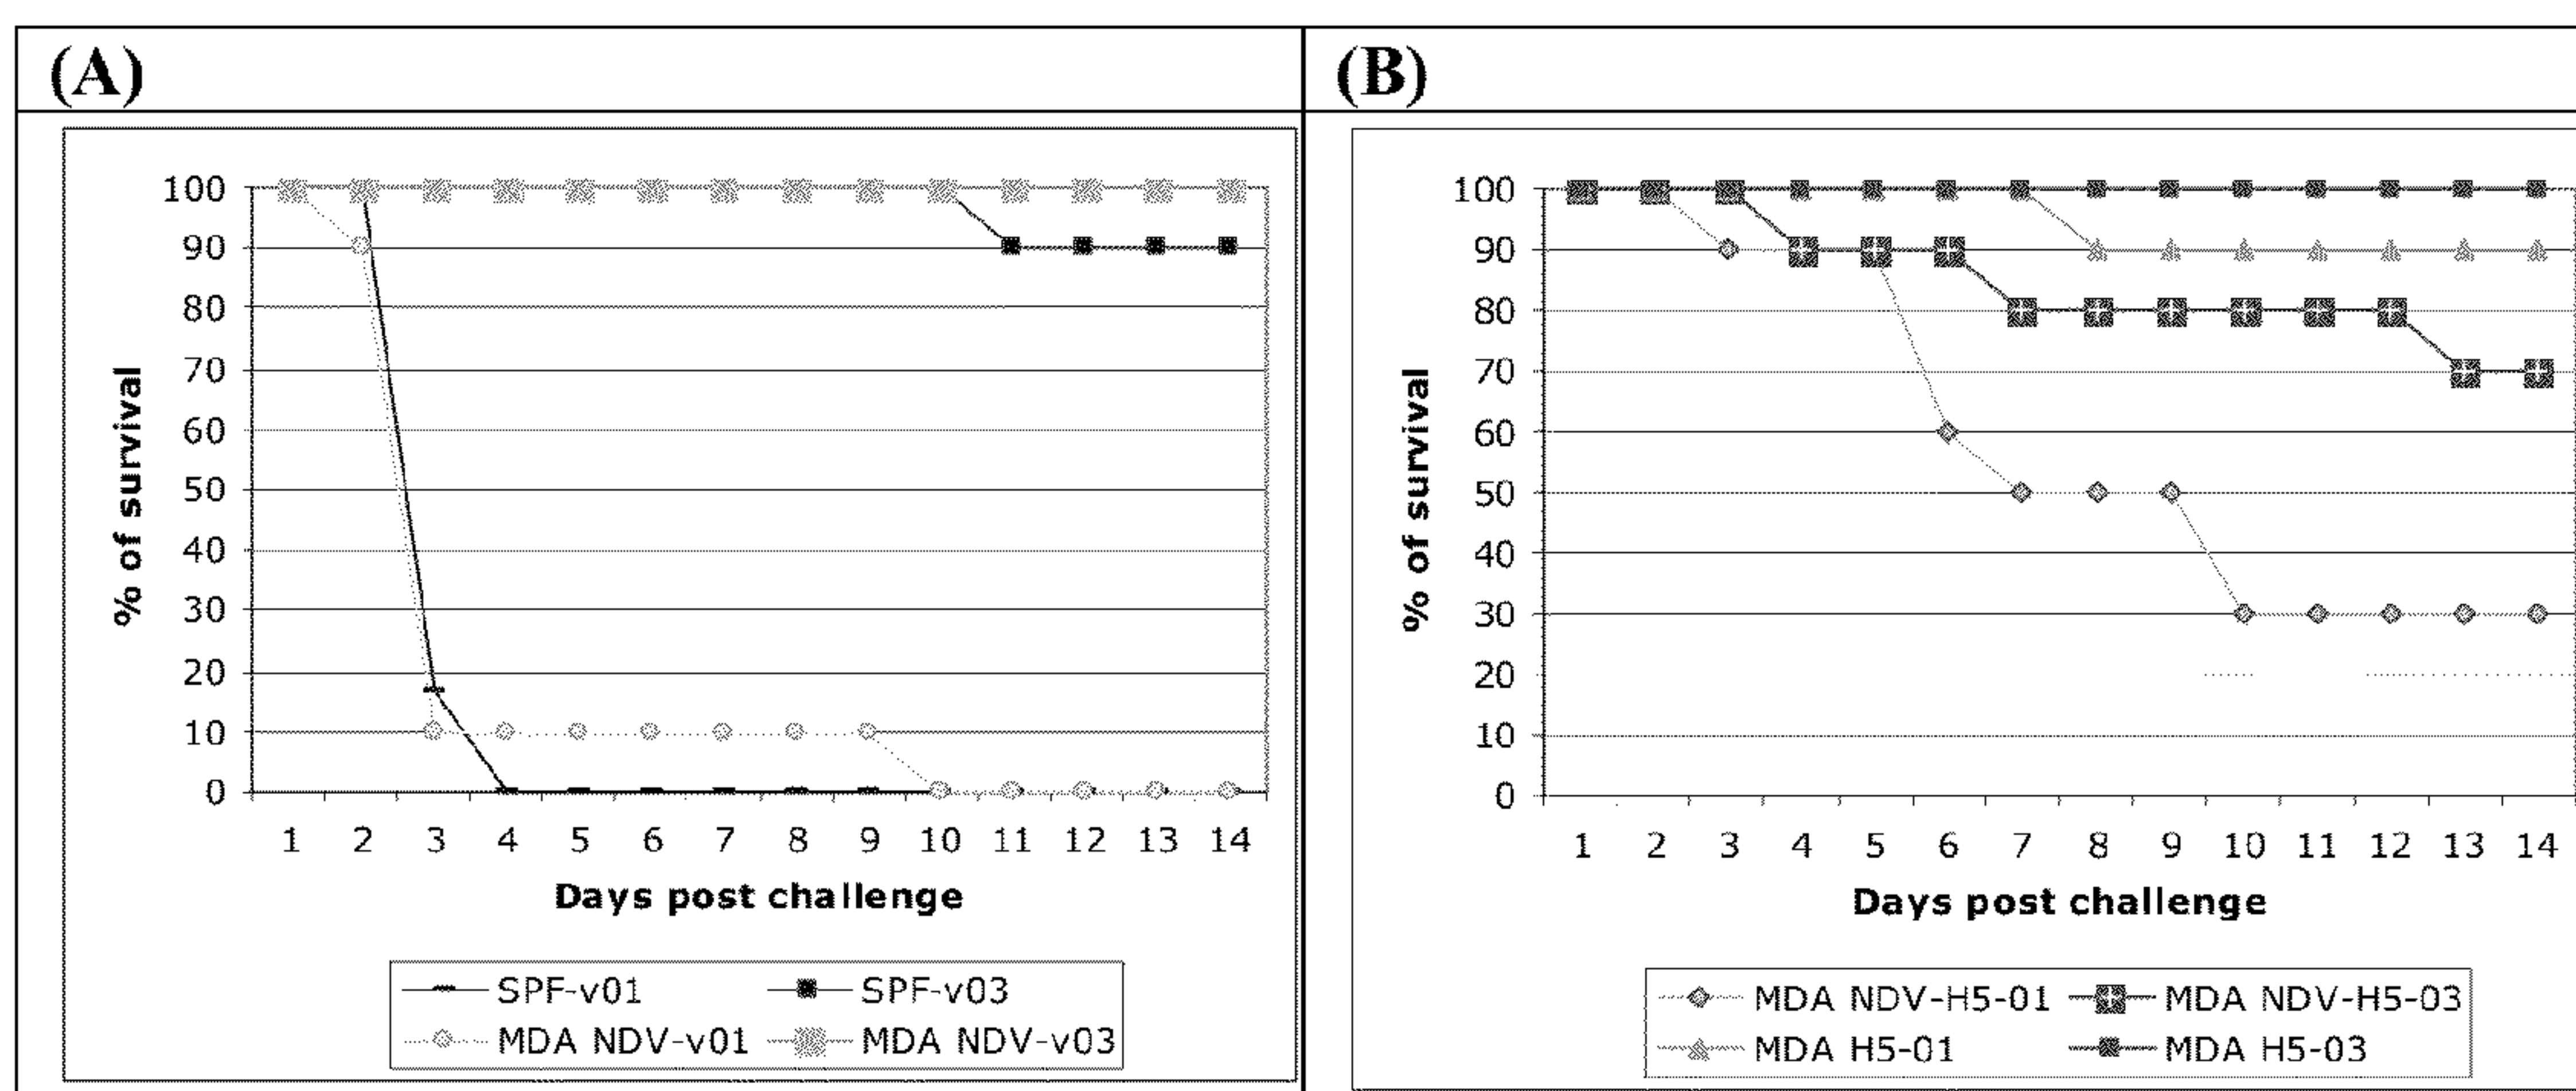 (A)
100
90
80
70
60
50
40
30
20
10
0
% of survival
1 2 3 4 5 6 7 8 9 10 11 12 13 14
Days post challenge
SPF-v01 SPF-v03
MDA NDV-v01 MDA NDV-v03
(B)
100
90
80
70
60
50
40
30
20
10
0
% of survival
1 2 3 4 5 6 7 8 9 10 11 12 13 14
Days post challenge
MDA NDV-H5-01 MDA NDV-H5-03
MDA H5-01 MDA H5-03